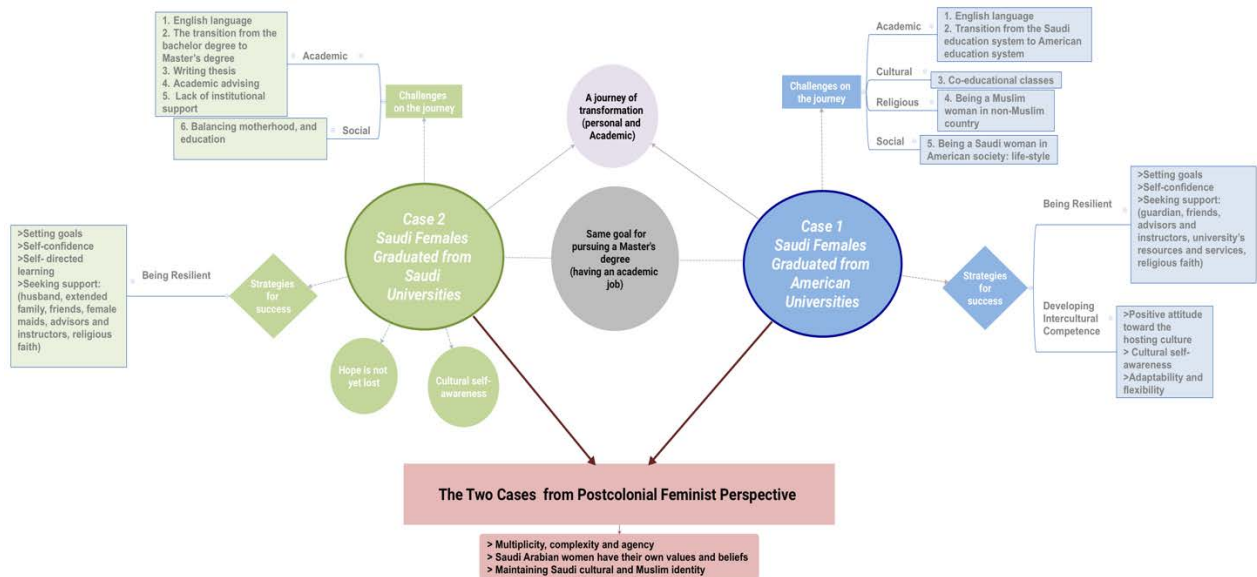 1. English language
2. The transition from the
bachelor degree to
Master's degree
3. Writing thesis
4. Academic advising
5.  Lack of institutional
support
Academic
6. Balancing motherhood, and
education
Social
Challenges
on the journey
A journey of
transformation
(personal and
Academic)
Challenges on
the journey
Academic
1. English language
2. Transition from the Saudi
education system to American
education system
Cultural
3. Co-educational classes
Religious
4. Being a Muslim
woman in non-Muslim
country
Social
5. Being a Saudi woman in
American society: life-style
>Setting goals
>Self-confidence
>Self- directed
learning
>Seeking support:
(husband, extended
family, friends, female
maids, advisors and
instructors, religious
faith)
Being Resilient
Strategies
for
success
Case 2
Saudi Females
Graduated from
Saudi
Universities
Same goal for
pursuing a Master's
degree
(having an academic
job)
Case 1
Saudi Females
Graduated from
American
Universities
Strategies for
success
Being Resilient
>Setting goals
>Self-confidence
>Seeking support:
(guardian, friends,
advisors and
instructors, university's
resources and services,
religious faith)
Developing
Intercultural
Competence
>Positive attitude
toward the
hosting culture
> Cultural self-
awareness
>Adaptability and
flexibility
Hope is not
yet lost
Cultural self-
awareness
The Two Cases  from Postcolonial Feminist Perspective
> Multiplicity, complexity and agency
> Saudi Arabian women have their own values and beliefs
> Maintaining Saudi cultural and Muslim identity